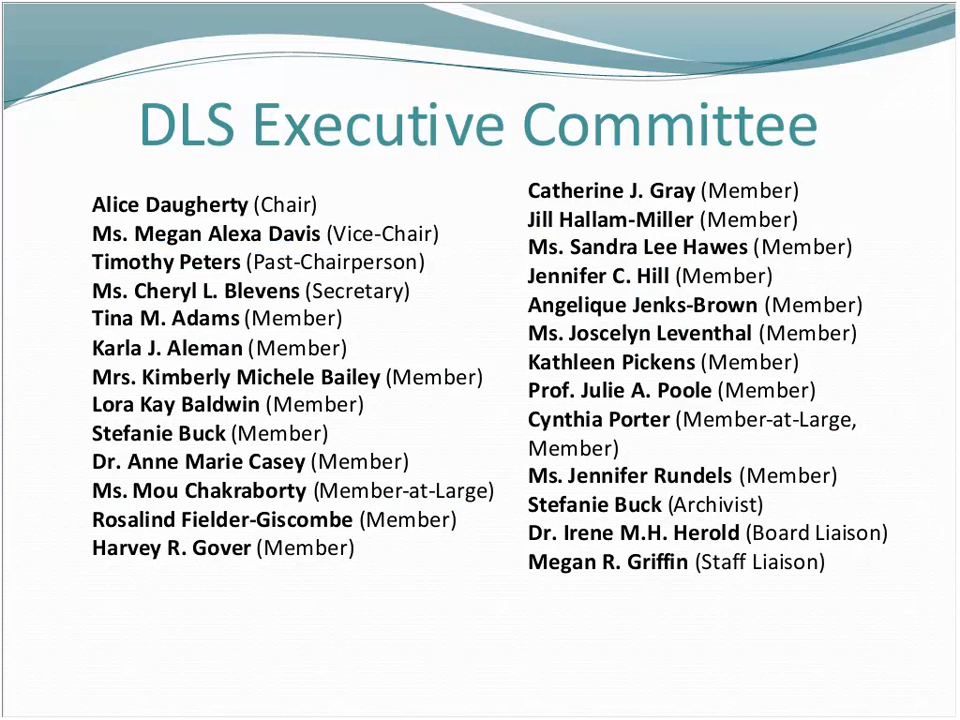 DLS Executive Committee
Alice Daugherty (Chair)
Ms. Megan Alexa Davis (Vice-Chair)
Timothy Peters (Past-Chairperson)
Ms. Cheryl L. Blevens (Secretary)
Tina M. Adams (Member)
Karla J. Aleman (Member)
Mrs. Kimberly Michele Bailey (Member)
Lora Kay Baldwin (Member)
Stefanie Buck (Member)
Dr. Anne Marie Casey (Member)
Ms. Mou Chakraborty (Member-at-Large)
Rosalind Fielder-Giscombe (Member)
Harvey R. Gover (Member)
Catherine J. Gray (Member)
Jill Hallam-Miller (Member)
Ms. Sandra Lee Hawes (Member)
Jennifer C. Hill (Member)
Angelique Jenks-Brown (Member)
Ms. Joscelyn Leventhal (Member)
Kathleen Pickens (Member)
Prof. Julie A. Poole (Member)
Cynthia Porter (Member-at-Large,
Member)
Ms. Jennifer Rundels (Member)
Stefanie Buck (Archivist)
Dr. Irene M.H. Herold (Board Liaison)
Megan R. Griffin (Staff Liaison)